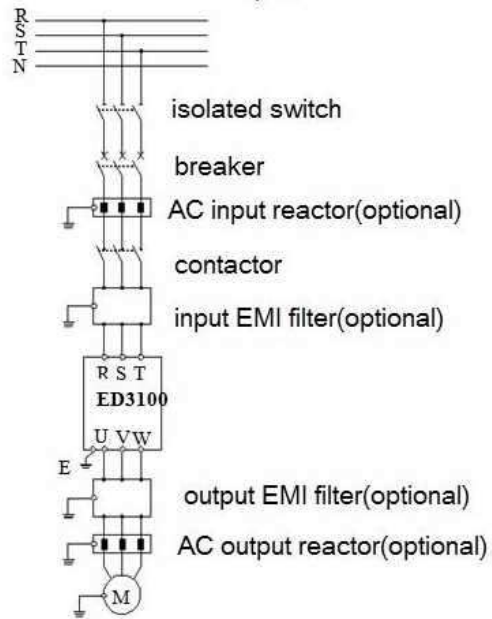 R
S
T
N
isolated switch
breaker
AC input reactor(optional)
contactor
input EMI filter(optional)
R S T
ED3100
U V W
E
output EMI filter(optional)
AC output reactor(optional)
M